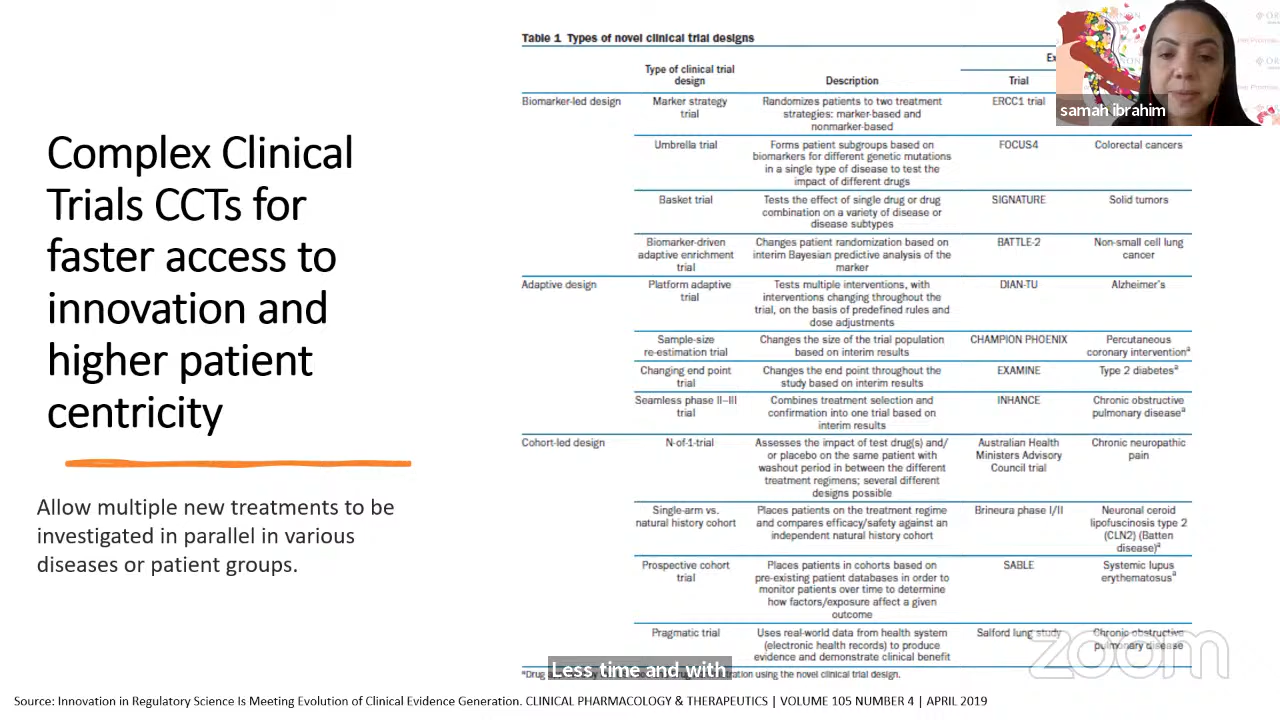 Complex Clinical
Trials CCTs for
faster access to
innovation and
higher patient
centricity
Allow multiple new treatments to be
investigated in parallel in various
diseases or patient groups.
Table 1 Types of novel clinical trial designs
Type of clinical trial
design
Description
Trial
Biomarker-led design
Marker strategy
trial
Randomizes patients to two treatment
strategies: marker-based and
nonmarker-based
ERCC1 trial
Umbrella trial
Forms patient subgroups based on
biomarkers for different genetic mutations
in a single type of disease to test the
impact of different drugs
FOCUS4
Colorectal cancers
Basket trial
Tests the effect of single drug or drug
combination on a variety of disease or
disease subtypes
SIGNATURE
Solid tumors
Biomarker-driven
adaptive enrichment
trial
Changes patient randomization based on
interim Bayesian predictive analysis of the
marker
BATTLE-2
Non-small cell lung
cancer
Adaptive design
Platform adaptive
trial
Tests multiple interventions, with
interventions changing throughout the
trial, on the basis of predefined rules and
dose adjustments
DIAN-TU
Alzheimer's
Sample-size
re-estimation trial
Changes the size of the trial population
based on interim results
CHAMPION PHOENIX
Percutaneous
coronary interventionᵃ
Changing end point
trial
Changes the end point throughout the
study based on interim results
EXAMINE
Type 2 diabetesᵃ
Seamless phase II–III
trial
Combines treatment selection and
confirmation into one trial based on
interim results
INHANCE
Chronic obstructive
pulmonary diseaseᵃ
Cohort-led design
N-of-1-trial
Assesses the impact of test drug(s) and/
or placebo on the same patient with
washout period in between the different
treatment regimens; several different
designs possible
Australian Health
Ministers Advisory
Council trial
Chronic neuropathic
pain
Single-arm vs.
natural history cohort
Places patients on the treatment regime
and compares efficacy/safety against an
independent natural history cohort
Brineura phase I/II
Neuronal ceroid
lipofuscinosis type 2
(CLN2) (Batten
disease)ᵃ
Prospective cohort
trial
Places patients in cohorts based on
pre-existing patient databases in order to
monitor patients over time to determine
how factors/exposure affect a given
outcome
SABLE
Systemic lupus
erythematosusᵃ
Pragmatic trial
Uses real-world data from health system
(electronic health records) to produce
evidence and demonstrate clinical benefit
Salford lung study
Chronic obstructive
pulmonary disease
ᵃDrug using the novel clinical trial design.
samah ibrahim
Less time and with
zoom
Source: Innovation in Regulatory Science Is Meeting Evolution of Clinical Evidence Generation. CLINICAL PHARMACOLOGY & THERAPEUTICS | VOLUME 105 NUMBER 4 | APRIL 2019